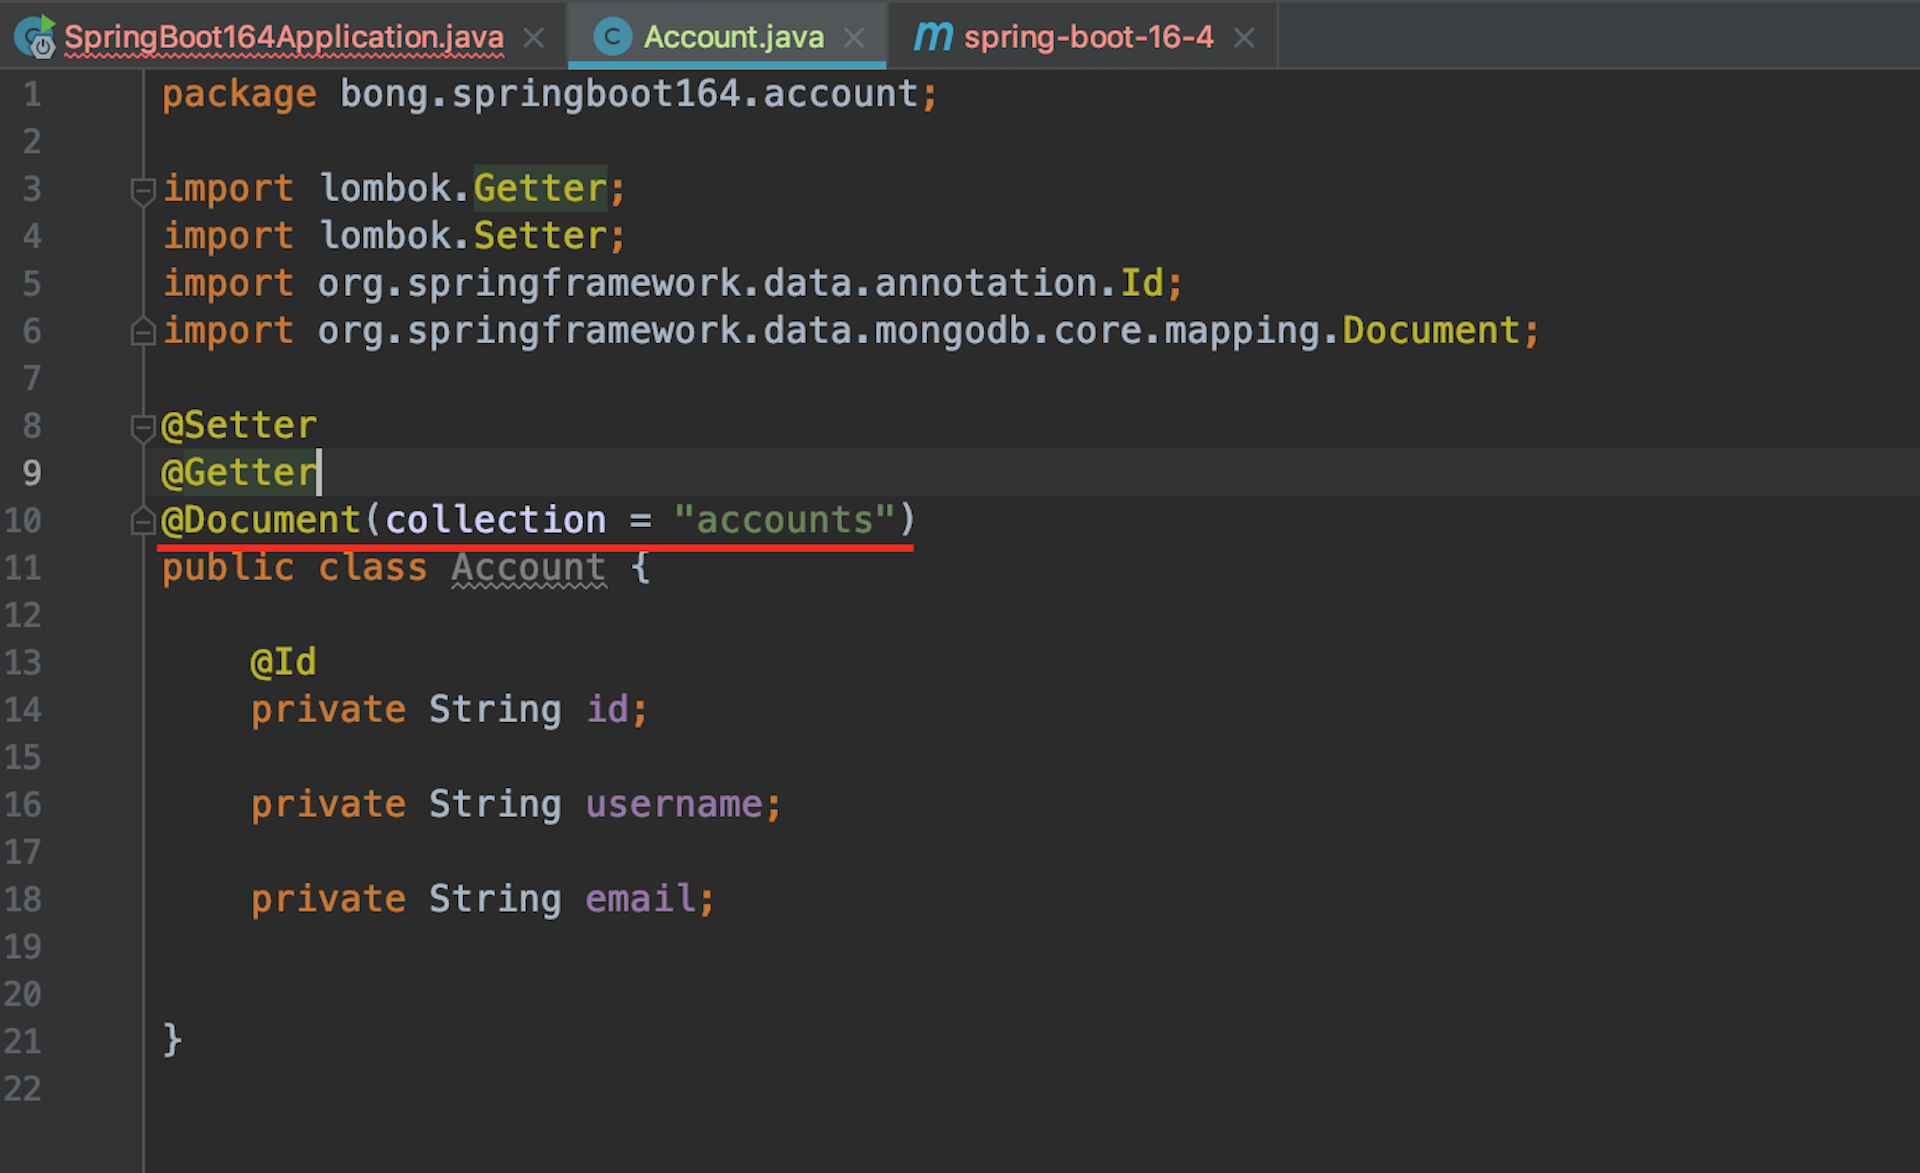 SpringBoot164Application.java Account.java m spring-boot-16-4
1 package bong.springboot164.account;
2
3 import lombok.Getter;
4 import lombok.Setter;
5 import org.springframework.data.annotation.Id;
6 import org.springframework.data.mongodb.core.mapping.Document;
7
8 @Setter
9 @Getter
10 @Document(collection = "accounts")
11 public class Account {
12
13 @Id
14 private String id;
15
16 private String username;
17
18 private String email;
19
20
21 }
22